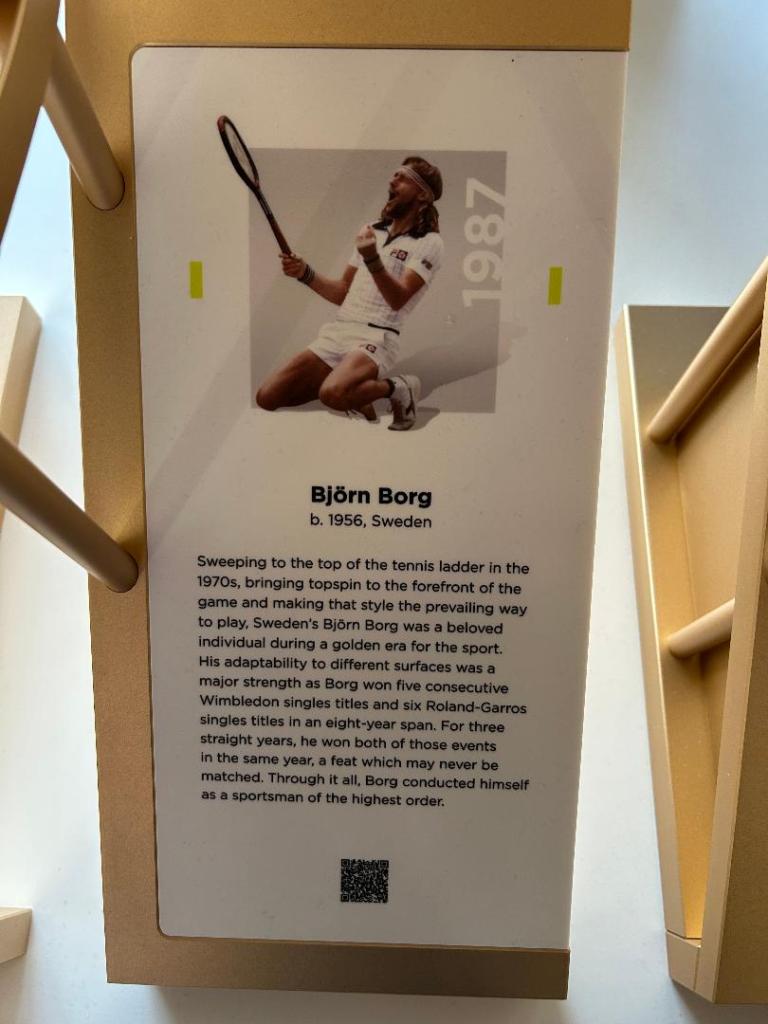 1987
Björn Borg
b. 1956, Sweden
Sweeping to the top of the tennis ladder in the
1970s, bringing topspin to the forefront of the
game and making that style the prevailing way
to play, Sweden's Björn Borg was a beloved
individual during a golden era for the sport.
His adaptability to different surfaces was a
major strength as Borg won five consecutive
Wimbledon singles titles and six Roland-Garros
singles titles in an eight-year span. For three
straight years, he won both of those events
in the same year, a feat which may never be
matched. Through it all, Borg conducted himself
as a sportsman of the highest order.